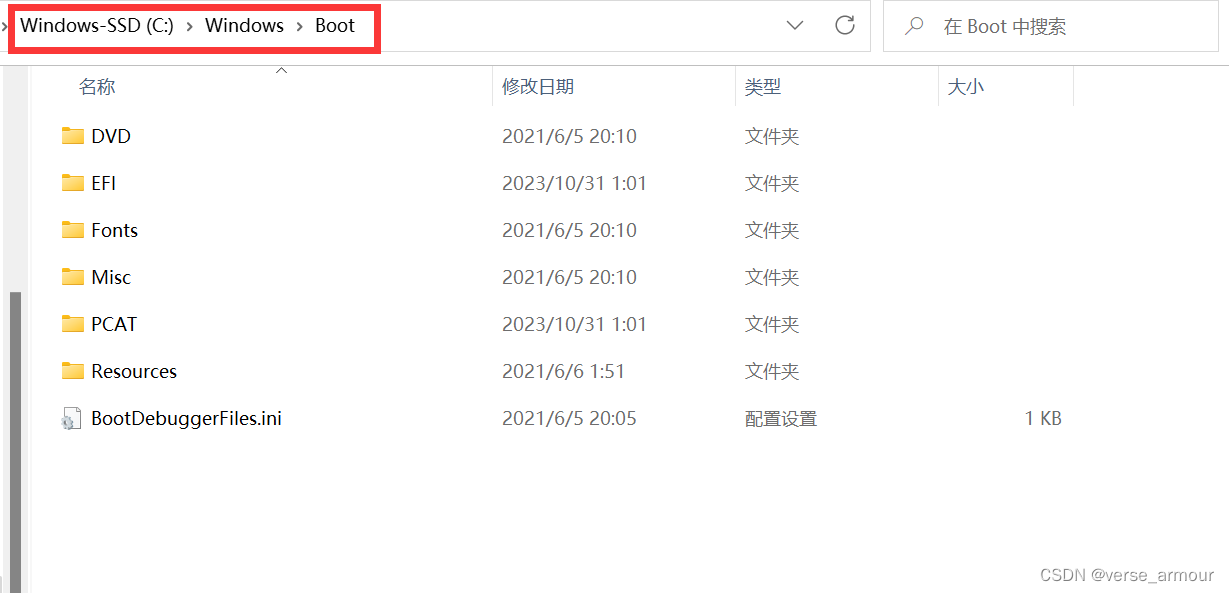 Windows-SSD (C:) › Windows › Boot 在 Boot 中搜索
名称 修改日期 类型 大小
DVD 2021/6/5 20:10 文件夹
EFI 2023/10/31 1:01 文件夹
Fonts 2021/6/5 20:10 文件夹
Misc 2021/6/5 20:10 文件夹
PCAT 2023/10/31 1:01 文件夹
Resources 2021/6/6 1:51 文件夹
BootDebuggerFiles.ini 2021/6/5 20:05 配置设置 1 KB
CSDN @verse_armour